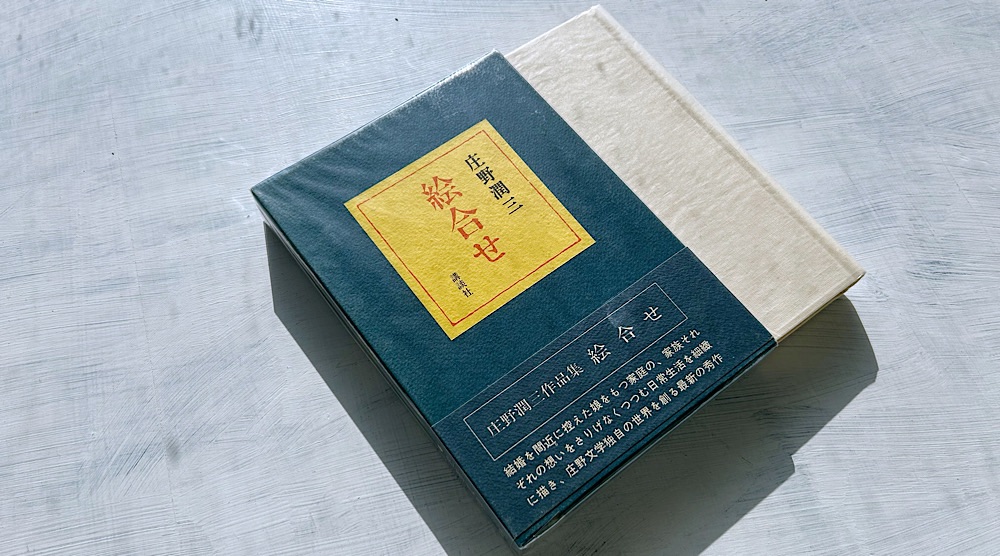 庄野潤三
絵合せ
講談社
庄野潤三作品集 絵合せ
結婚を間近に控えた娘をもつ家庭の、家族それ
ぞれの想いをさりげなくつつむ日常生活を細緻
に描き、庄野文学独自の世界を創る最新の秀作